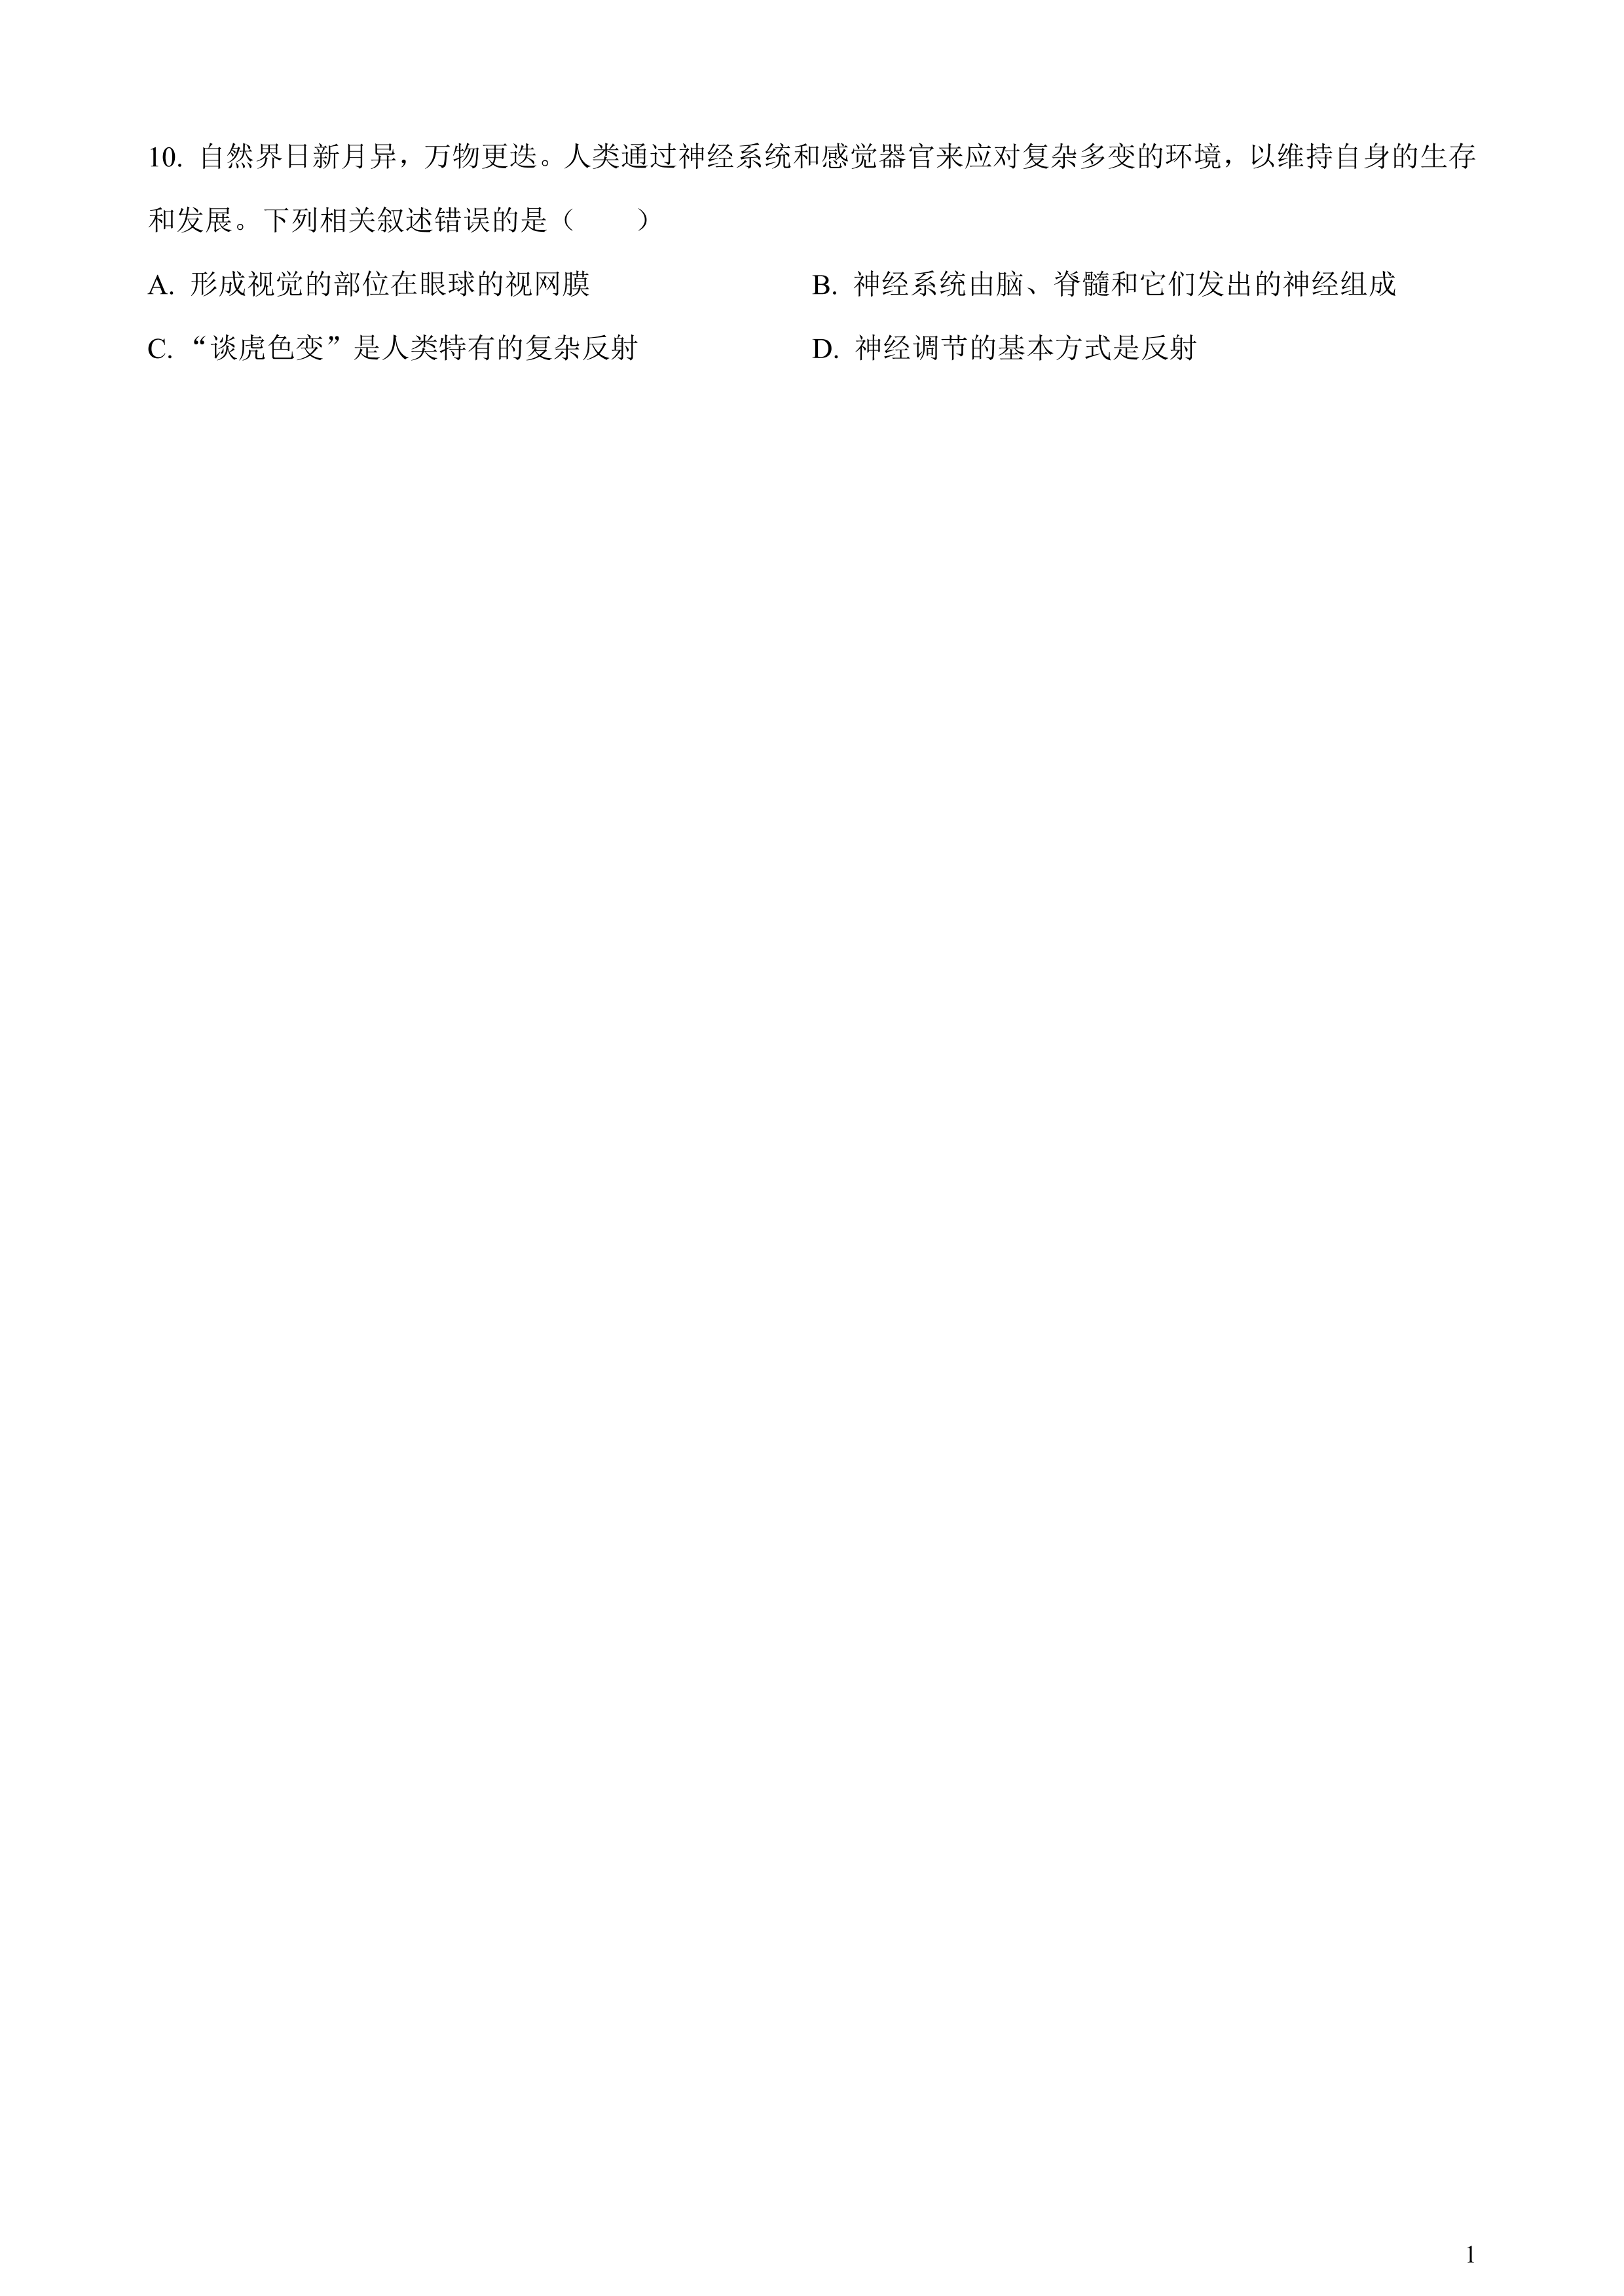 10. 自然界日新月异，万物更迭。人类通过神经系统和感觉器官来应对复杂多变的环境，以维持自身的生存
和发展。下列相关叙述错误的是（　　）
A. 形成视觉的部位在眼球的视网膜　　B. 神经系统由脑、脊髓和它们发出的神经组成
C. “谈虎色变”是人类特有的复杂反射　　D. 神经调节的基本方式是反射
1